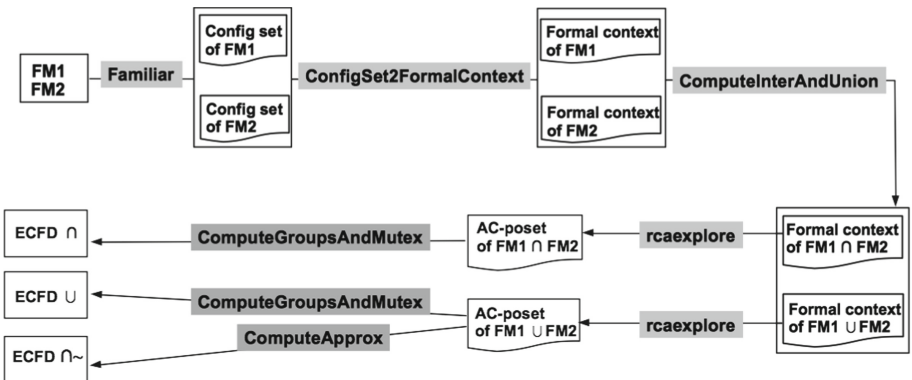 FM1
FM2
Familiar
Config set
of FM1
Config set
of FM2
ConfigSet2FormalContext
Formal context
of FM1
Formal context
of FM2
ComputeInterAndUnion
ECFD ∩
ComputeGroupsAndMutex
AC-poset
of FM1 ∩ FM2
rcaexplore
Formal context
of FM1 ∩ FM2
ECFD ∪
ComputeGroupsAndMutex
AC-poset
of FM1 ∪ FM2
rcaexplore
Formal context
of FM1 ∪ FM2
ComputeApprox
ECFD ∩~